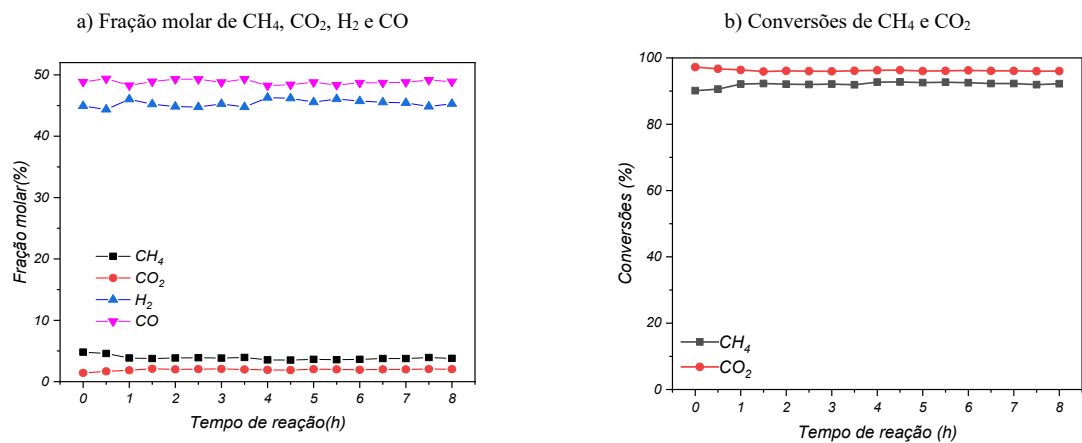 a) Fração molar de CH₄, CO₂, H₂ e CO
50
40
30
20
10
0
Fração molar(%)
CH₄
CO₂
H₂
CO
0 1 2 3 4 5 6 7 8
Tempo de reação(h)
b) Conversões de CH₄ e CO₂
100
80
60
40
20
0
Conversões (%)
CH₄
CO₂
0 1 2 3 4 5 6 7 8
Tempo de reação (h)